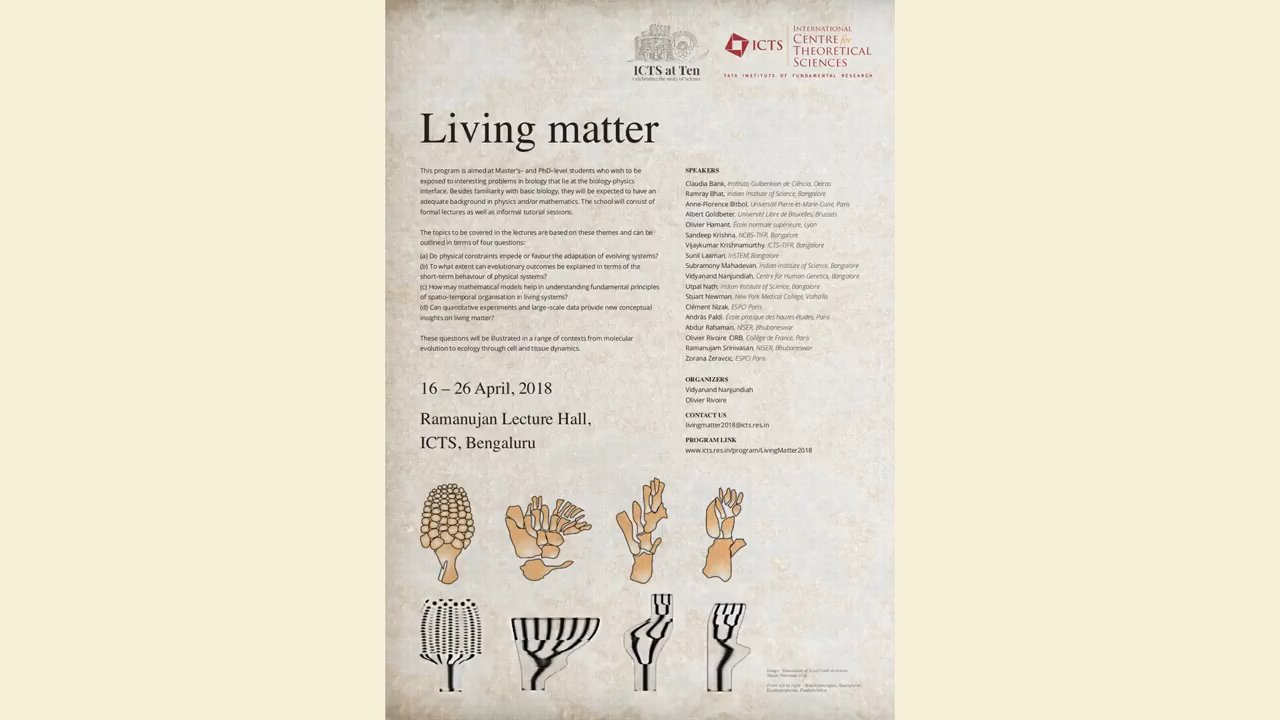 ICTS at Ten
Celebrating the unity of Science
ICTS
INTERNATIONAL
CENTRE for
THEORETICAL
SCIENCES
TATA INSTITUTE OF FUNDAMENTAL RESEARCH
Living matter
This program is aimed at Master's- and PhD-level students who wish to be
exposed to interesting problems in biology that lie at the biology-physics
interface. Besides familiarity with basic biology, they will be expected to have an
adequate background in physics and/or mathematics. The school will consist of
formal lectures as well as informal tutorial sessions.
The topics to be covered in the lectures are based on these themes and can be
outlined in terms of four questions:
(a) Do physical constraints impede or favour the adaptation of evolving systems?
(b) To what extent can evolutionary outcomes be explained in terms of the
short-term behaviour of physical systems?
(c) How may mathematical models help in understanding fundamental principles
of spatio-temporal organisation in living systems?
(d) Can quantitative experiments and large-scale data provide new conceptual
insights on living matter?
These questions will be illustrated in a range of contexts from molecular
evolution to ecology through cell and tissue dynamics.
16 – 26 April, 2018
Ramanujan Lecture Hall,
ICTS, Bengaluru
SPEAKERS
Claudia Bank, Instituto Gulbenkian de Ciência, Oeiras
Ramray Bhat, Indian Institute of Science, Bangalore
Anne-Florence Bitbol, Université Pierre-et-Marie-Curie, Paris
Albert Goldbeter, Université Libre de Bruxelles, Brussels
Olivier Hamant, École normale supérieure, Lyon
Sandeep Krishna, NCBS-TIFR, Bangalore
Vijaykumar Krishnamurthy, ICTS-TIFR, Bangalore
Sunil Laxman, InSTEM, Bangalore
Subramony Mahadevan, Indian Institute of Science, Bangalore
Vidyanand Nanjundiah, Centre for Human Genetics, Bangalore
Utpal Nath, Indian Institute of Science, Bangalore
Stuart Newman, New York Medical College, Valhalla
Clément Nizak, ESPCI Paris
Andràs Paldi, École pratique des hautes études, Paris
Abdur Rahaman, NISER, Bhubaneswar
Olivier Rivoire CIRB, Collège de France, Paris
Ramanujam Srinivasan, NISER, Bhubaneswar
Zorana Zeravcic, ESPCI Paris
ORGANIZERS
Vidyanand Nanjundiah
Olivier Rivoire
CONTACT US
livingmatter2018@icts.res.in
PROGRAM LINK
www.icts.res.in/program/LivingMatter2018